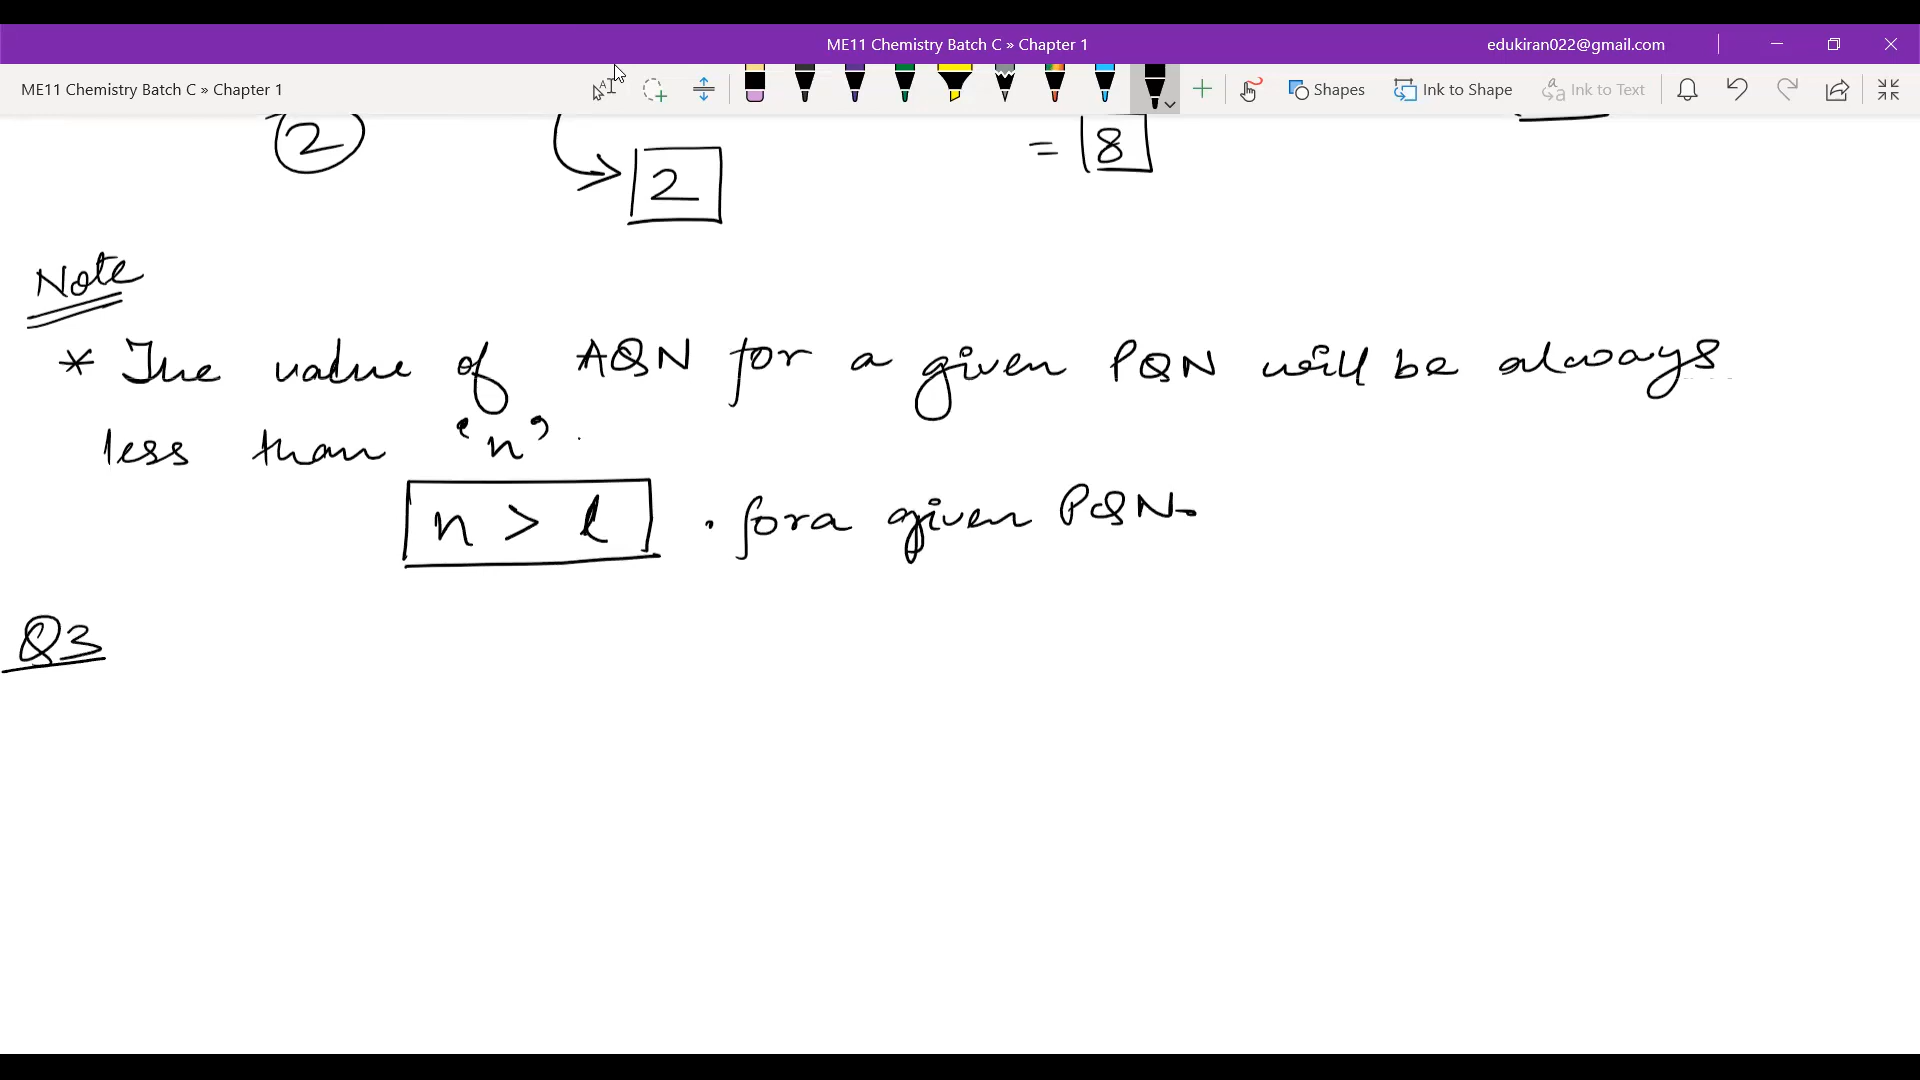 ME11 Chemistry Batch C » Chapter 1
edukiran022@gmail.com
ME11 Chemistry Batch C » Chapter 1
Shapes
Ink to Shape
Ink to Text
2
2
= 8
Note
* The value of AQN for a given PQN will be always
less than 'n'.
n > l . for a given PQN.
Q3